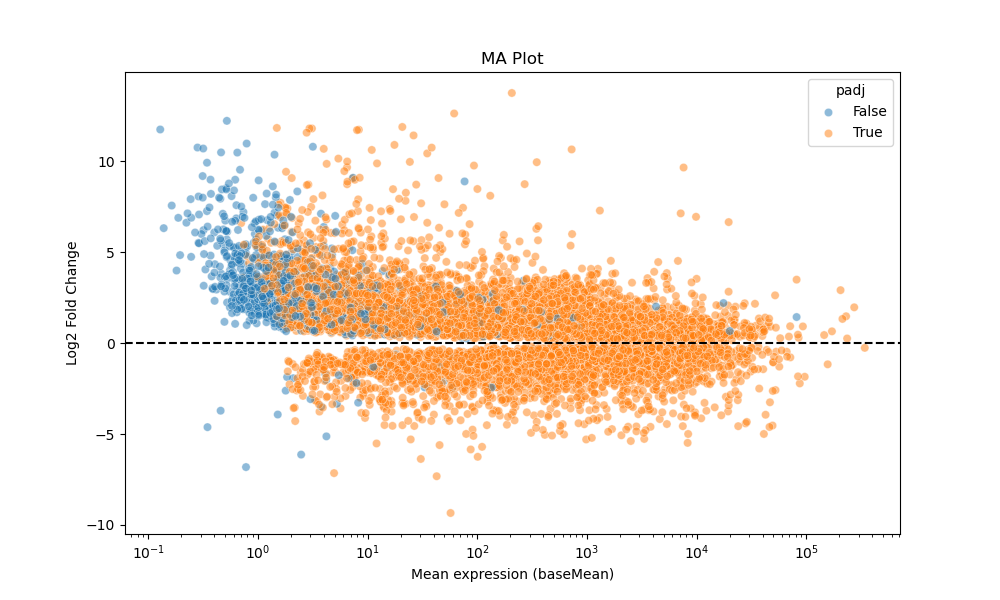 MA Plot
padj
False
True
Log2 Fold Change
10
5
0
−5
−10
10⁻¹ 10⁰ 10¹ 10² 10³ 10⁴ 10⁵
Mean expression (baseMean)